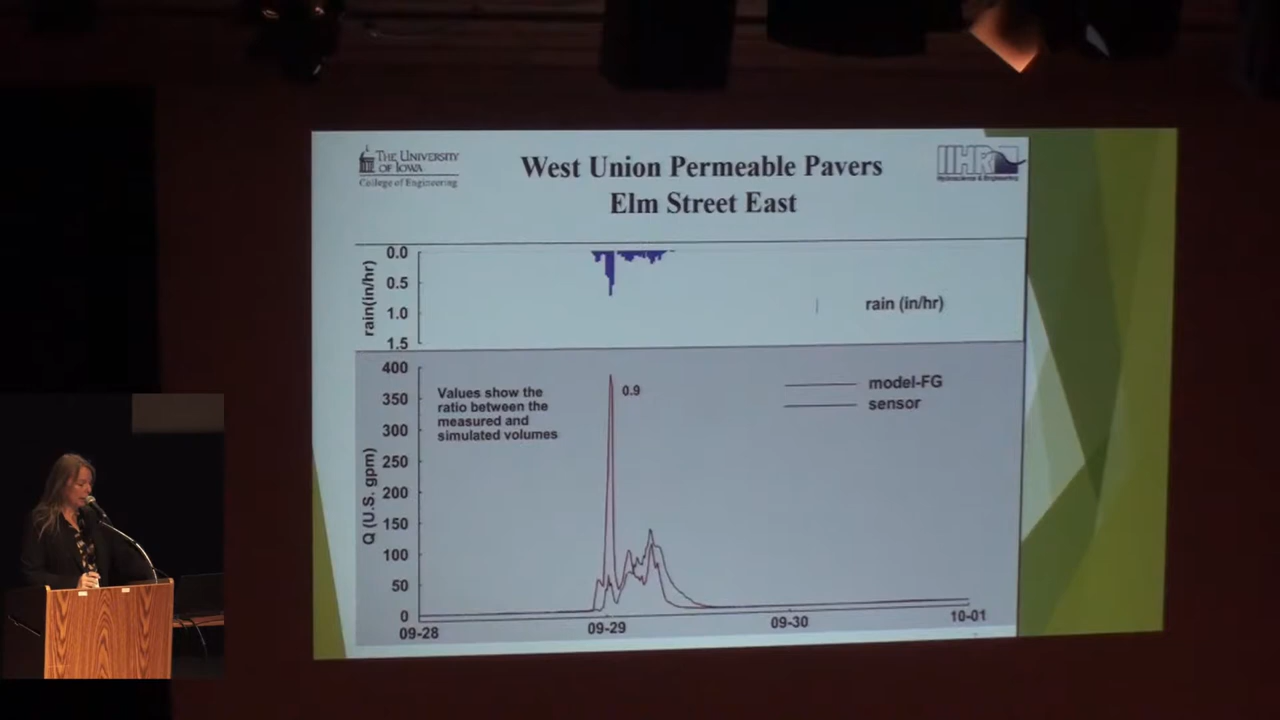 THE UNIVERSITY
OF IOWA
College of Engineering
West Union Permeable Pavers
Elm Street East
IIHR
Hydroscience & Engineering
0.0
0.5
1.0
1.5
rain(in/hr)
rain (in/hr)
400
350
300
250
200
150
100
50
0
Q (U.S. gpm)
Values show the
ratio between the
measured and
simulated volumes
0.9
model-FG
sensor
09-28
09-29
09-30
10-01